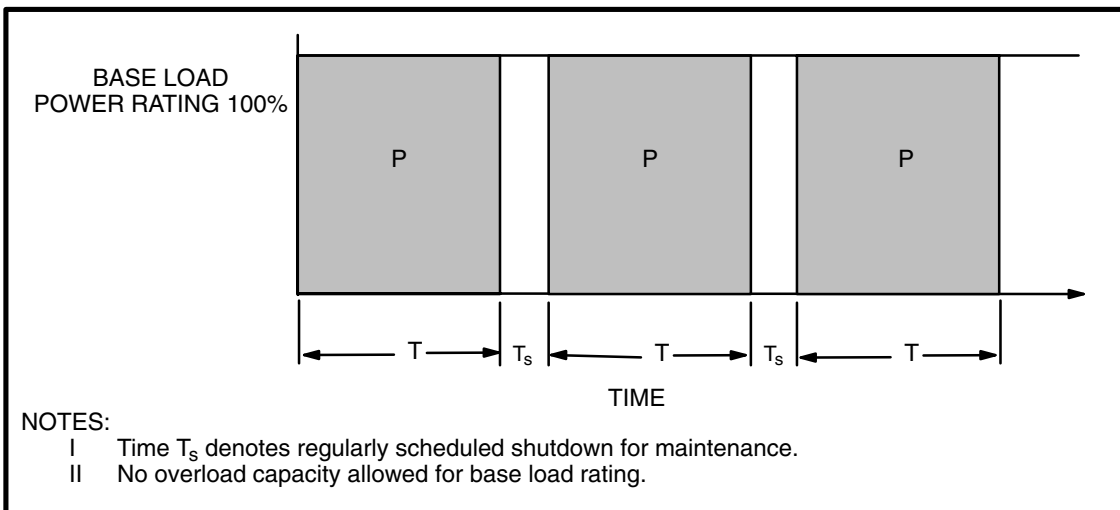 BASE LOAD
POWER RATING 100%
P P P
T Ts T Ts T
TIME
NOTES:
I Time Ts denotes regularly scheduled shutdown for maintenance.
II No overload capacity allowed for base load rating.